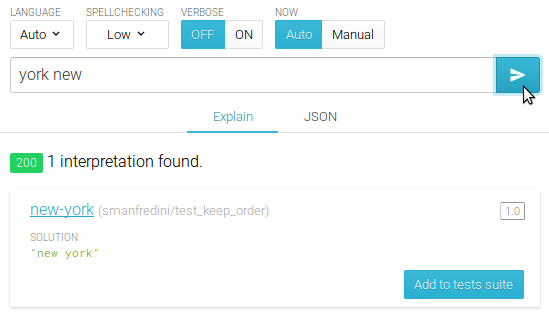 LANGUAGE SPELLCHECKING VERBOSE NOW
Auto Low OFF ON Auto Manual
york new
Explain JSON
200 1 interpretation found.
new-york (smanfredini/test_keep_order) 1.0
SOLUTION
"new york"
Add to tests suite